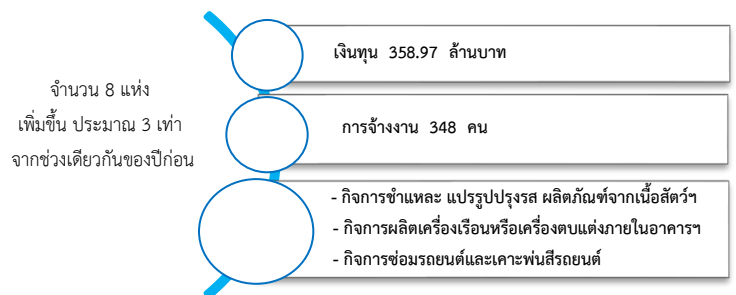 จำนวน 8 แห่ง
เพิ่มขึ้น ประมาณ 3 เท่า
จากช่วงเดียวกันของปีก่อน
เงินทุน 358.97 ล้านบาท
การจ้างงาน 348 คน
- กิจการชำแหละ แปรรูปปรุงรส ผลิตภัณฑ์จากเนื้อสัตว์ฯ
- กิจการผลิตเครื่องเรือนหรือเครื่องตบแต่งภายในอาคารฯ
- กิจการซ่อมรถยนต์และเคาะพ่นสีรถยนต์